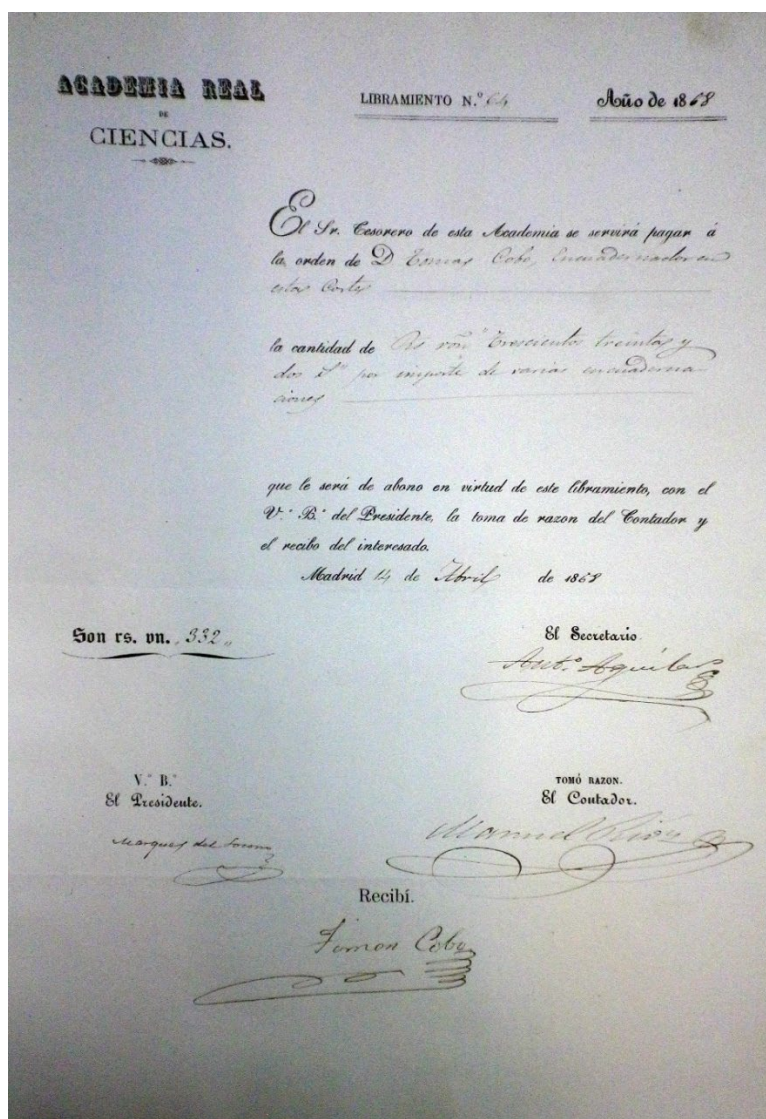 ACADEMIA REAL
DE
CIENCIAS.
LIBRAMIENTO N.º 64
Año de 1868
El Sr. Tesorero de esta Academia se servirá pagar á
la orden de D Tomas Cobo, Encuadernador en
esta Corte
la cantidad de Rs von Trescientos treinta y
dos rs por importe de varias encuaderna-
ciones
que le será de abono en virtud de este libramiento, con el
V.º B.º del Presidente, la toma de razon del Contador y
el recibo del interesado.
Madrid 14 de Abril de 1868
Son rs. vn. „332„
El Secretario.
Ant.º Aguilar
V.º B.º
El Presidente.
Marques del Socorro
TOMÓ RAZON.
El Contador.
Manuel
Recibí.
Cobo